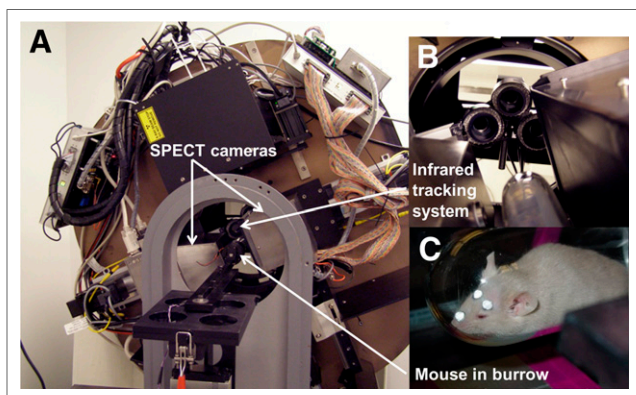 A
SPECT cameras
B
Infrared
tracking
system
C
Mouse in burrow